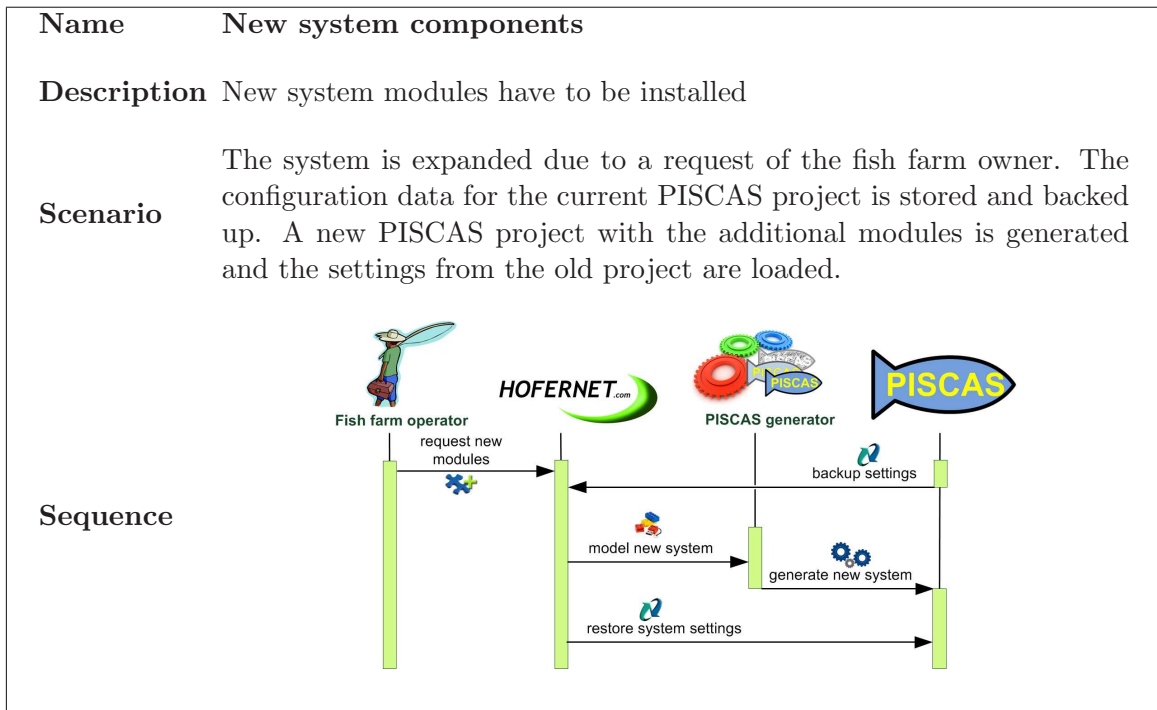 Name New system components
Description New system modules have to be installed
Scenario
The system is expanded due to a request of the fish farm owner. The
configuration data for the current PISCAS project is stored and backed
up. A new PISCAS project with the additional modules is generated
and the settings from the old project are loaded.
Sequence
HOFERNET.com
PISCAS
PISCAS
PISCAS
Fish farm operator
PISCAS generator
request new
modules
backup settings
model new system
generate new system
restore system settings